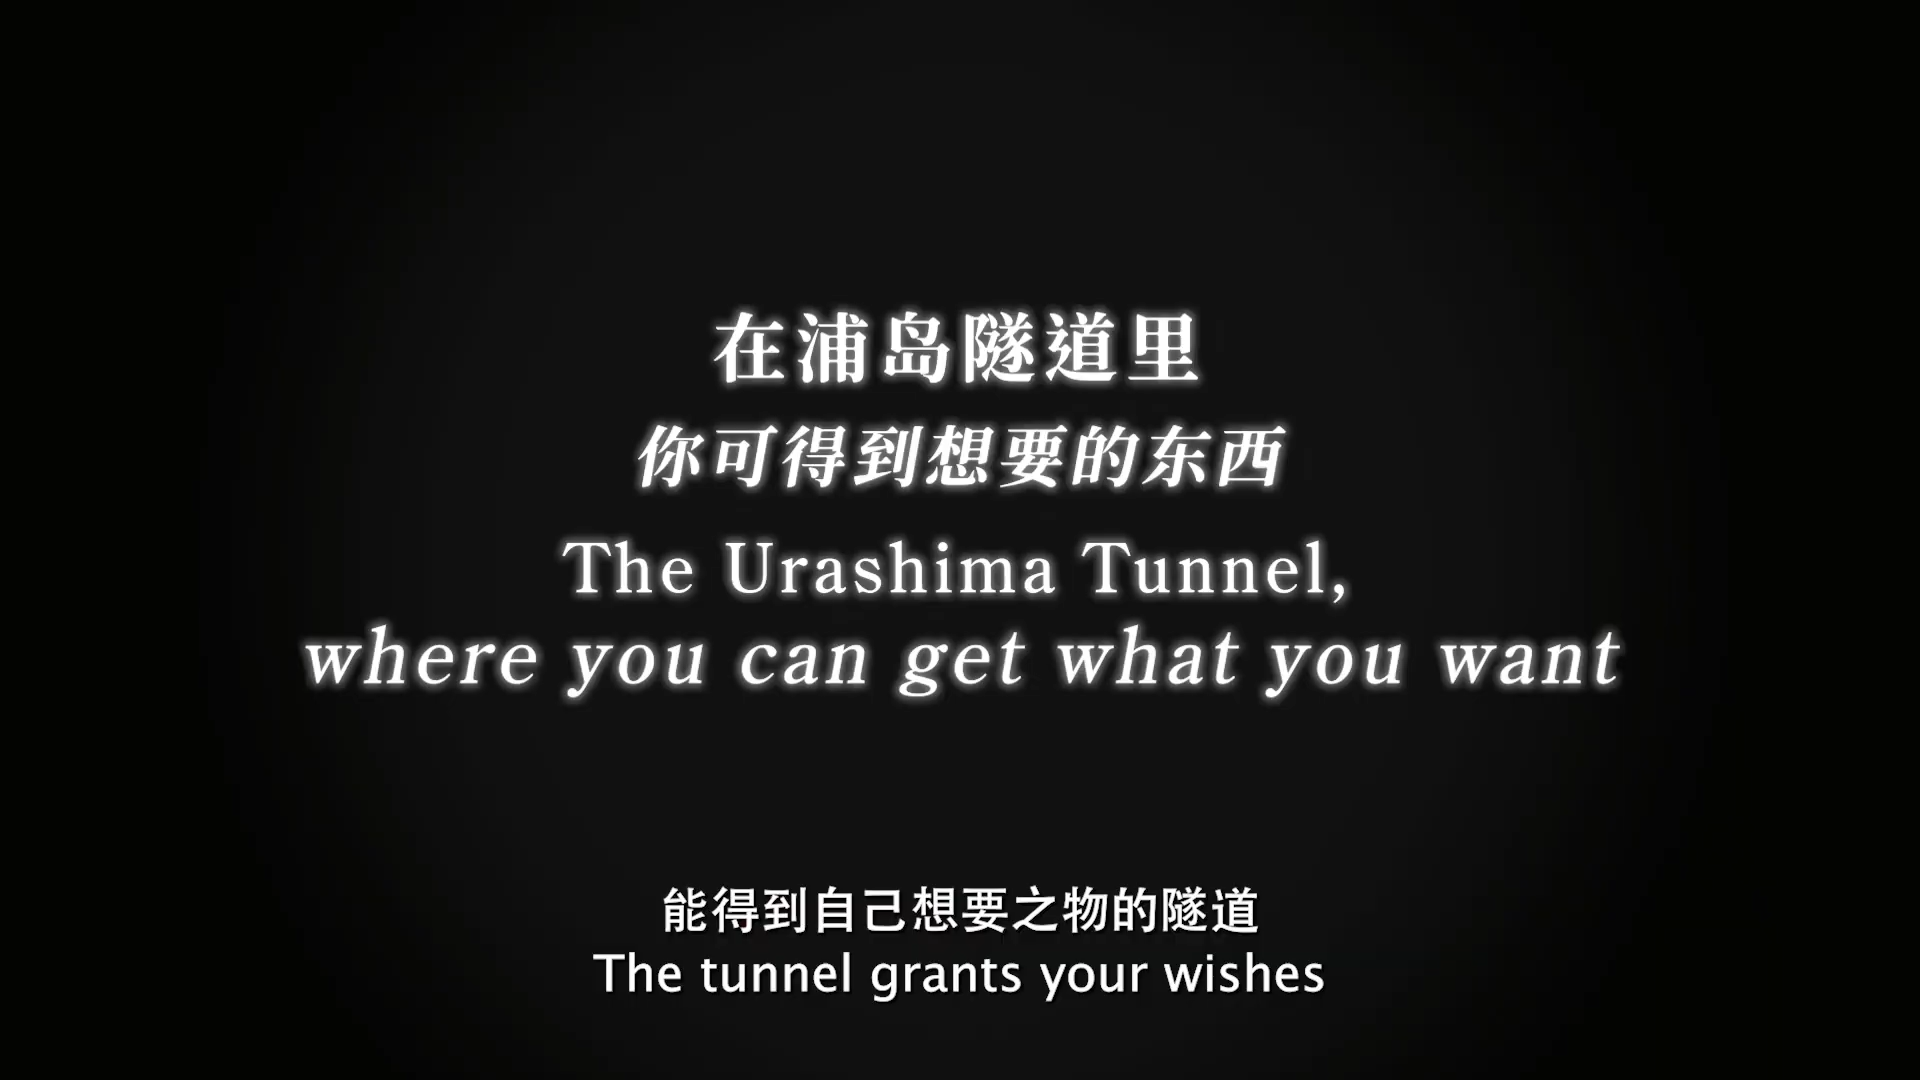 在浦岛隧道里
你可得到想要的东西
The Urashima Tunnel,
where you can get what you want
能得到自己想要之物的隧道
The tunnel grants your wishes